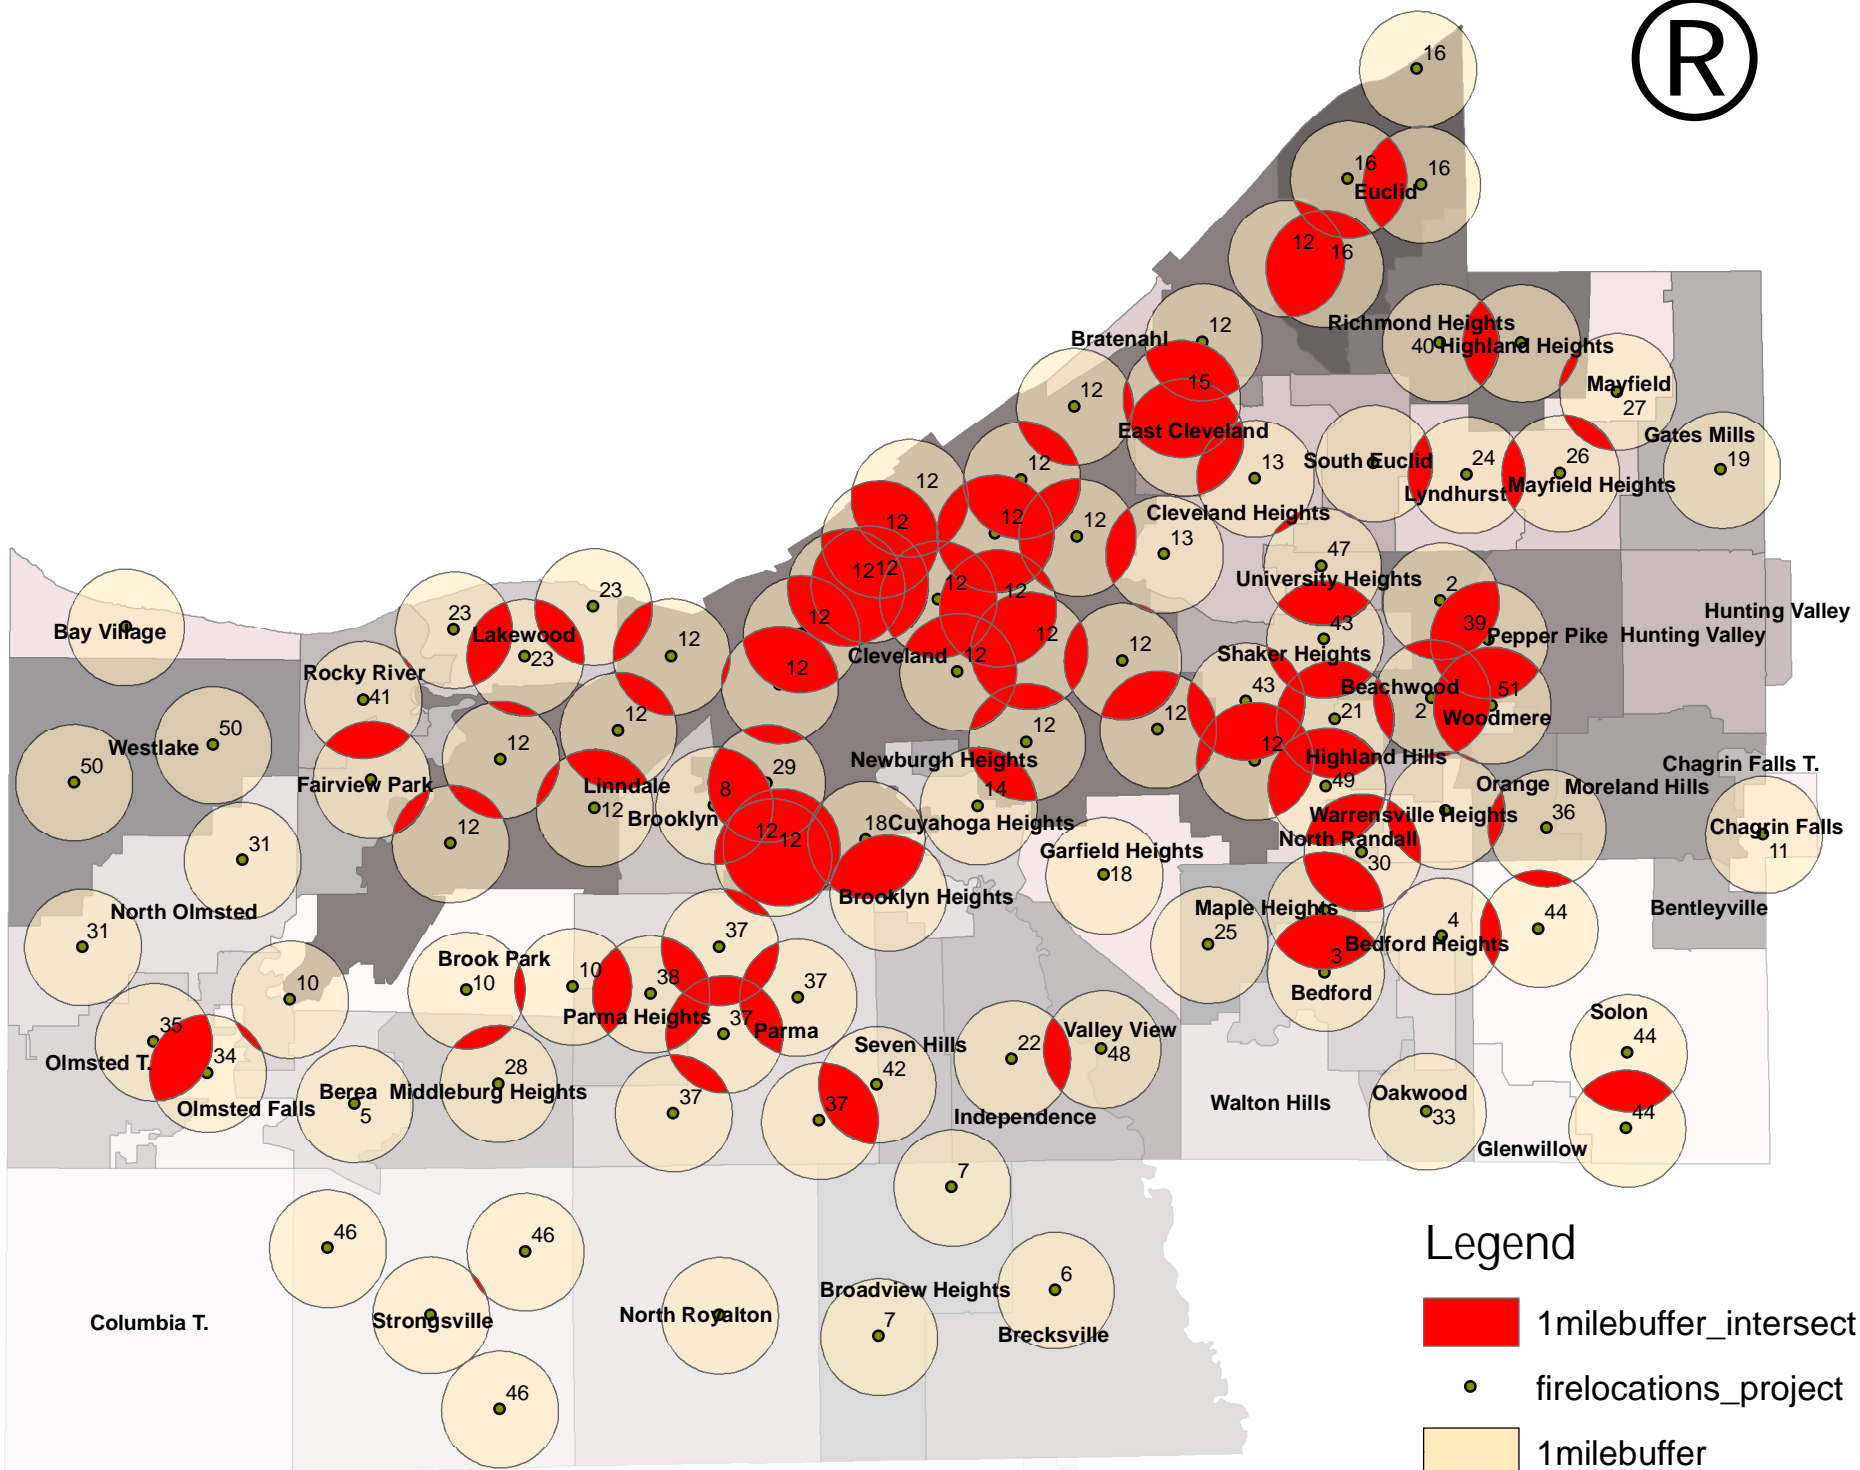 ®
16
16
16
Euclid
12
16
Richmond Heights
40
Highland Heights
12
Bratenahl
15
Mayfield
27
12
East Cleveland
Gates Mills
19
12
13
South Euclid
24
26
Lyndhurst
Mayfield Heights
12
12
12
12
Cleveland Heights
13
47
University Heights
12
12
12
12
2
39
Pepper Pike
Hunting Valley
Hunting Valley
23
23
Bay Village
Lakewood
23
12
12
12
43
Shaker Heights
12
Cleveland
12
12
Rocky River
41
43
Beachwood
51
2
Woodmere
21
50
Westlake
50
12
12
12
12
12
Newburgh Heights
Highland Hills
Chagrin Falls T.
Fairview Park
Linndale
29
8
14
49
Orange
Moreland Hills
12
Brooklyn
12
12
18
Cuyahoga Heights
Warrensville Heights
36
Chagrin Falls
11
12
31
North Randall
30
Garfield Heights
18
Brooklyn Heights
North Olmsted
31
Maple Heights
25
4
44
Bentleyville
Bedford Heights
37
Brook Park
10
10
10
38
37
3
Bedford
Parma Heights
37
Parma
Solon
44
35
34
Olmsted T.
Seven Hills
42
22
Valley View
48
28
Berea
5
Middleburg Heights
Olmsted Falls
37
37
Independence
Walton Hills
Oakwood
33
44
Glenwillow
7
46
46
6
Broadview Heights
7
Brecksville
Columbia T.
Strongsville
North Royalton
46
Legend
1milebuffer_intersect
firelocations_project
1milebuffer